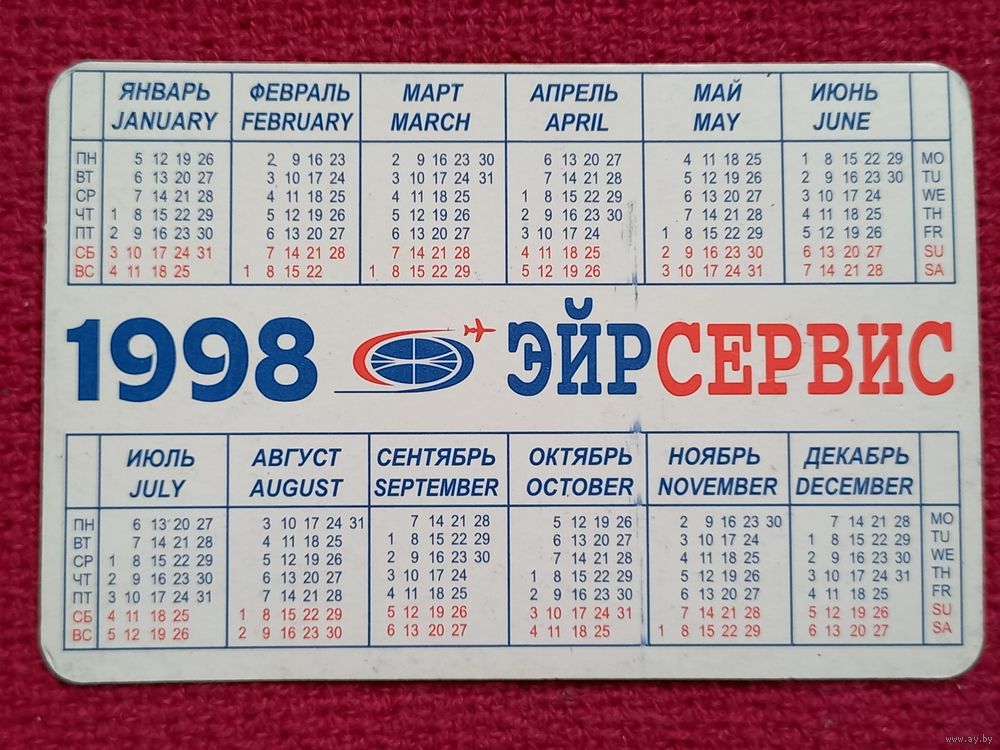 ЯНВАРЬ ФЕВРАЛЬ МАРТ АПРЕЛЬ МАЙ ИЮНЬ
JANUARY FEBRUARY MARCH APRIL MAY JUNE
ПН 5 12 19 26 2 9 16 23 2 9 16 23 30 6 13 20 27 4 11 18 25 1 8 15 22 29 MO
ВТ 6 13 20 27 3 10 17 24 3 10 17 24 31 7 14 21 28 5 12 19 26 2 9 16 23 30 TU
СР 7 14 21 28 4 11 18 25 4 11 18 25 1 8 15 22 29 6 13 20 27 3 10 17 24 WE
ЧТ 1 8 15 22 29 5 12 19 26 5 12 19 26 2 9 16 23 30 7 14 21 28 4 11 18 25 TH
ПТ 2 9 16 23 30 6 13 20 27 6 13 20 27 3 10 17 24 1 8 15 22 29 5 12 19 26 FR
СБ 3 10 17 24 31 7 14 21 28 7 14 21 28 4 11 18 25 2 9 16 23 30 6 13 20 27 SU
ВС 4 11 18 25 1 8 15 22 1 8 15 22 29 5 12 19 26 3 10 17 24 31 7 14 21 28 SA
1998 ЭЙРСЕРВИС
ИЮЛЬ АВГУСТ СЕНТЯБРЬ ОКТЯБРЬ НОЯБРЬ ДЕКАБРЬ
JULY AUGUST SEPTEMBER OCTOBER NOVEMBER DECEMBER
ПН 6 13 20 27 3 10 17 24 31 7 14 21 28 5 12 19 26 2 9 16 23 30 7 14 21 28 MO
ВТ 7 14 21 28 4 11 18 25 1 8 15 22 29 6 13 20 27 3 10 17 24 1 8 15 22 29 TU
СР 1 8 15 22 29 5 12 19 26 2 9 16 23 30 7 14 21 28 4 11 18 25 2 9 16 23 30 WE
ЧТ 2 9 16 23 30 6 13 20 27 3 10 17 24 1 8 15 22 29 5 12 19 26 3 10 17 24 31 TH
ПТ 3 10 17 24 31 7 14 21 28 4 11 18 25 2 9 16 23 30 6 13 20 27 4 11 18 25 FR
СБ 4 11 18 25 1 8 15 22 29 5 12 19 26 3 10 17 24 31 7 14 21 28 5 12 19 26 SU
ВС 5 12 19 26 2 9 16 23 30 6 13 20 27 4 11 18 25 1 8 15 22 29 6 13 20 27 SA
www.ay.by